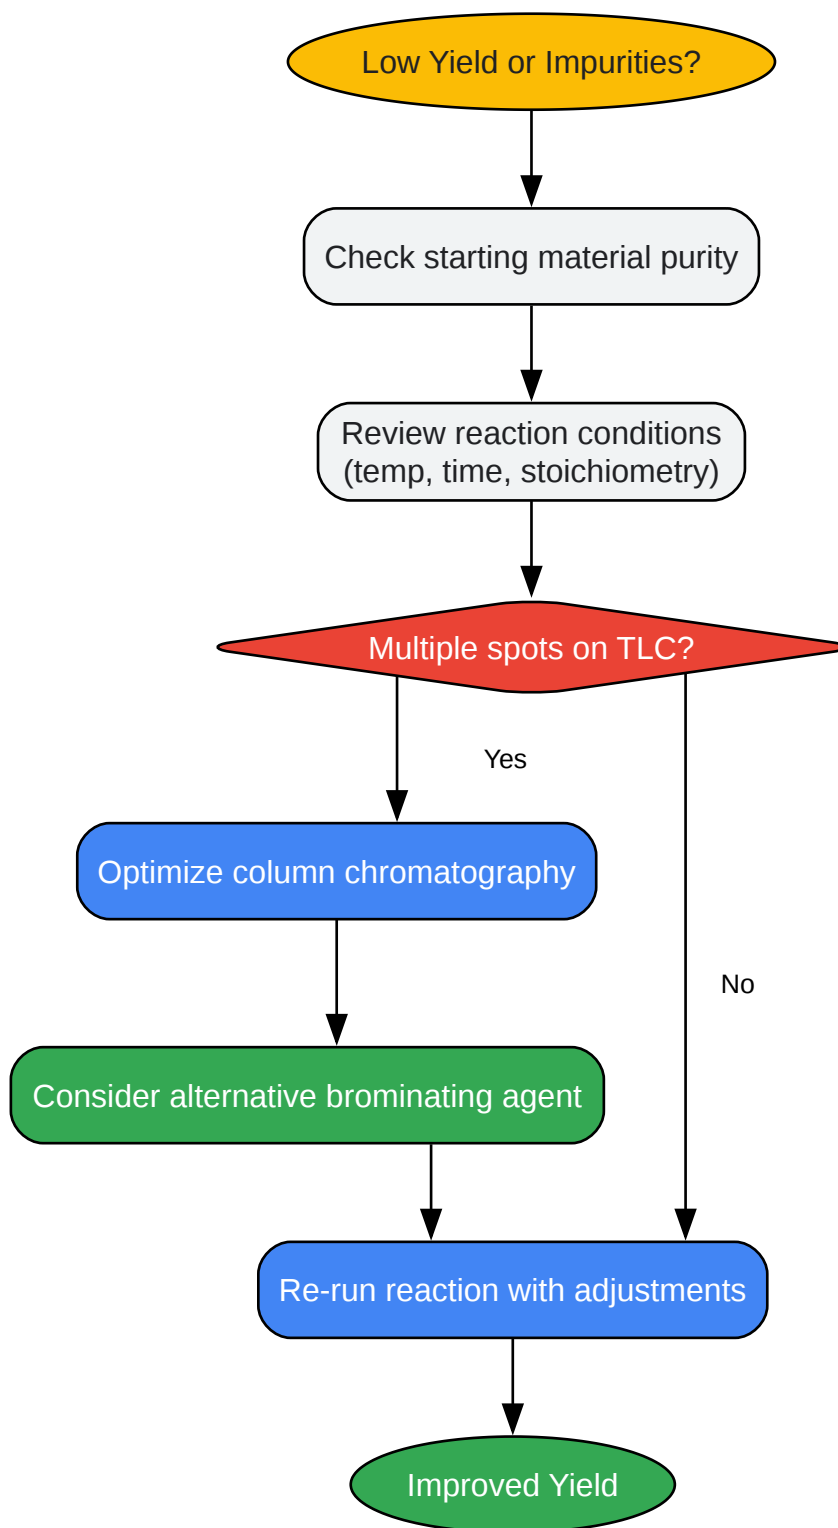 Low Yield or Impurities?
Check starting material purity
Review reaction conditions
(temp, time, stoichiometry)
Multiple spots on TLC?
Yes
Optimize column chromatography
No
Consider alternative brominating agent
Re-run reaction with adjustments
Improved Yield